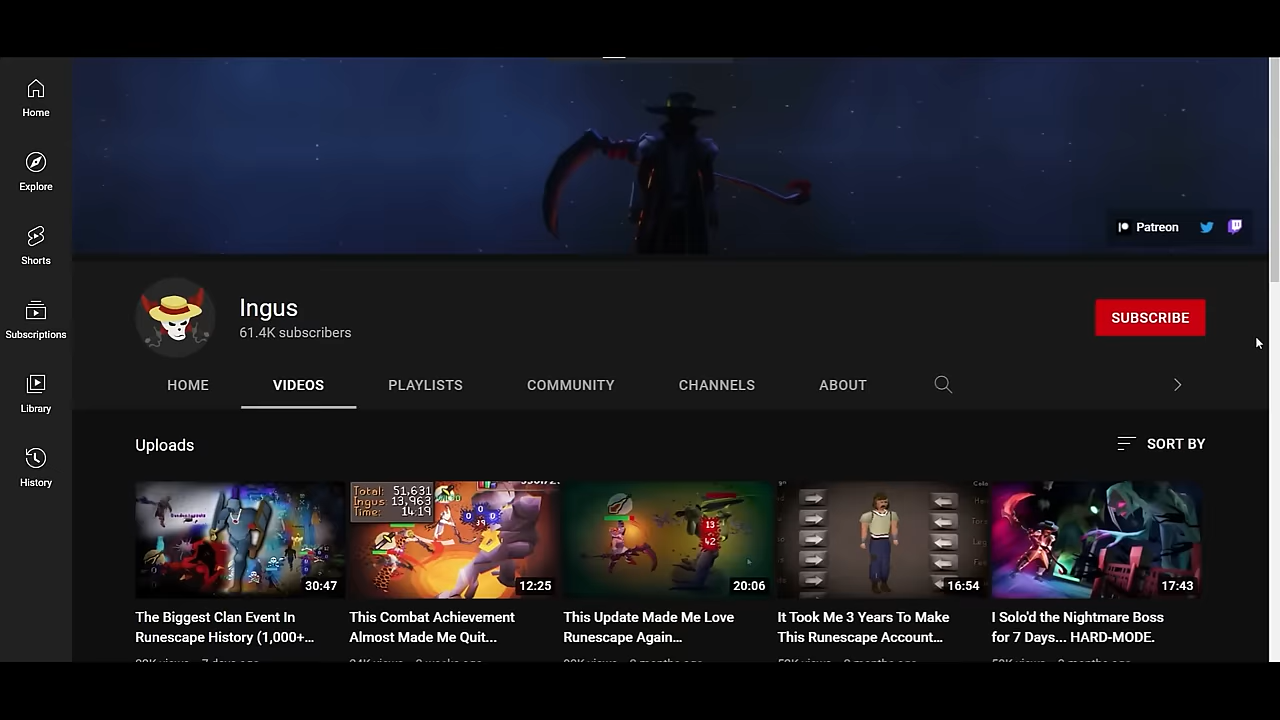 Home
Explore
Shorts
Subscriptions
Library
History
Patreon
Ingus
61.4K subscribers
SUBSCRIBE
HOME
VIDEOS
PLAYLISTS
COMMUNITY
CHANNELS
ABOUT
Uploads
SORT BY
Total: 51,631
Ingus: 13,963
Time: 14:19
30:47
12:25
20:06
16:54
17:43
The Biggest Clan Event In
Runescape History (1,000+...
This Combat Achievement
Almost Made Me Quit...
This Update Made Me Love
Runescape Again...
It Took Me 3 Years To Make
This Runescape Account...
I Solo'd the Nightmare Boss
for 7 Days... HARD-MODE.